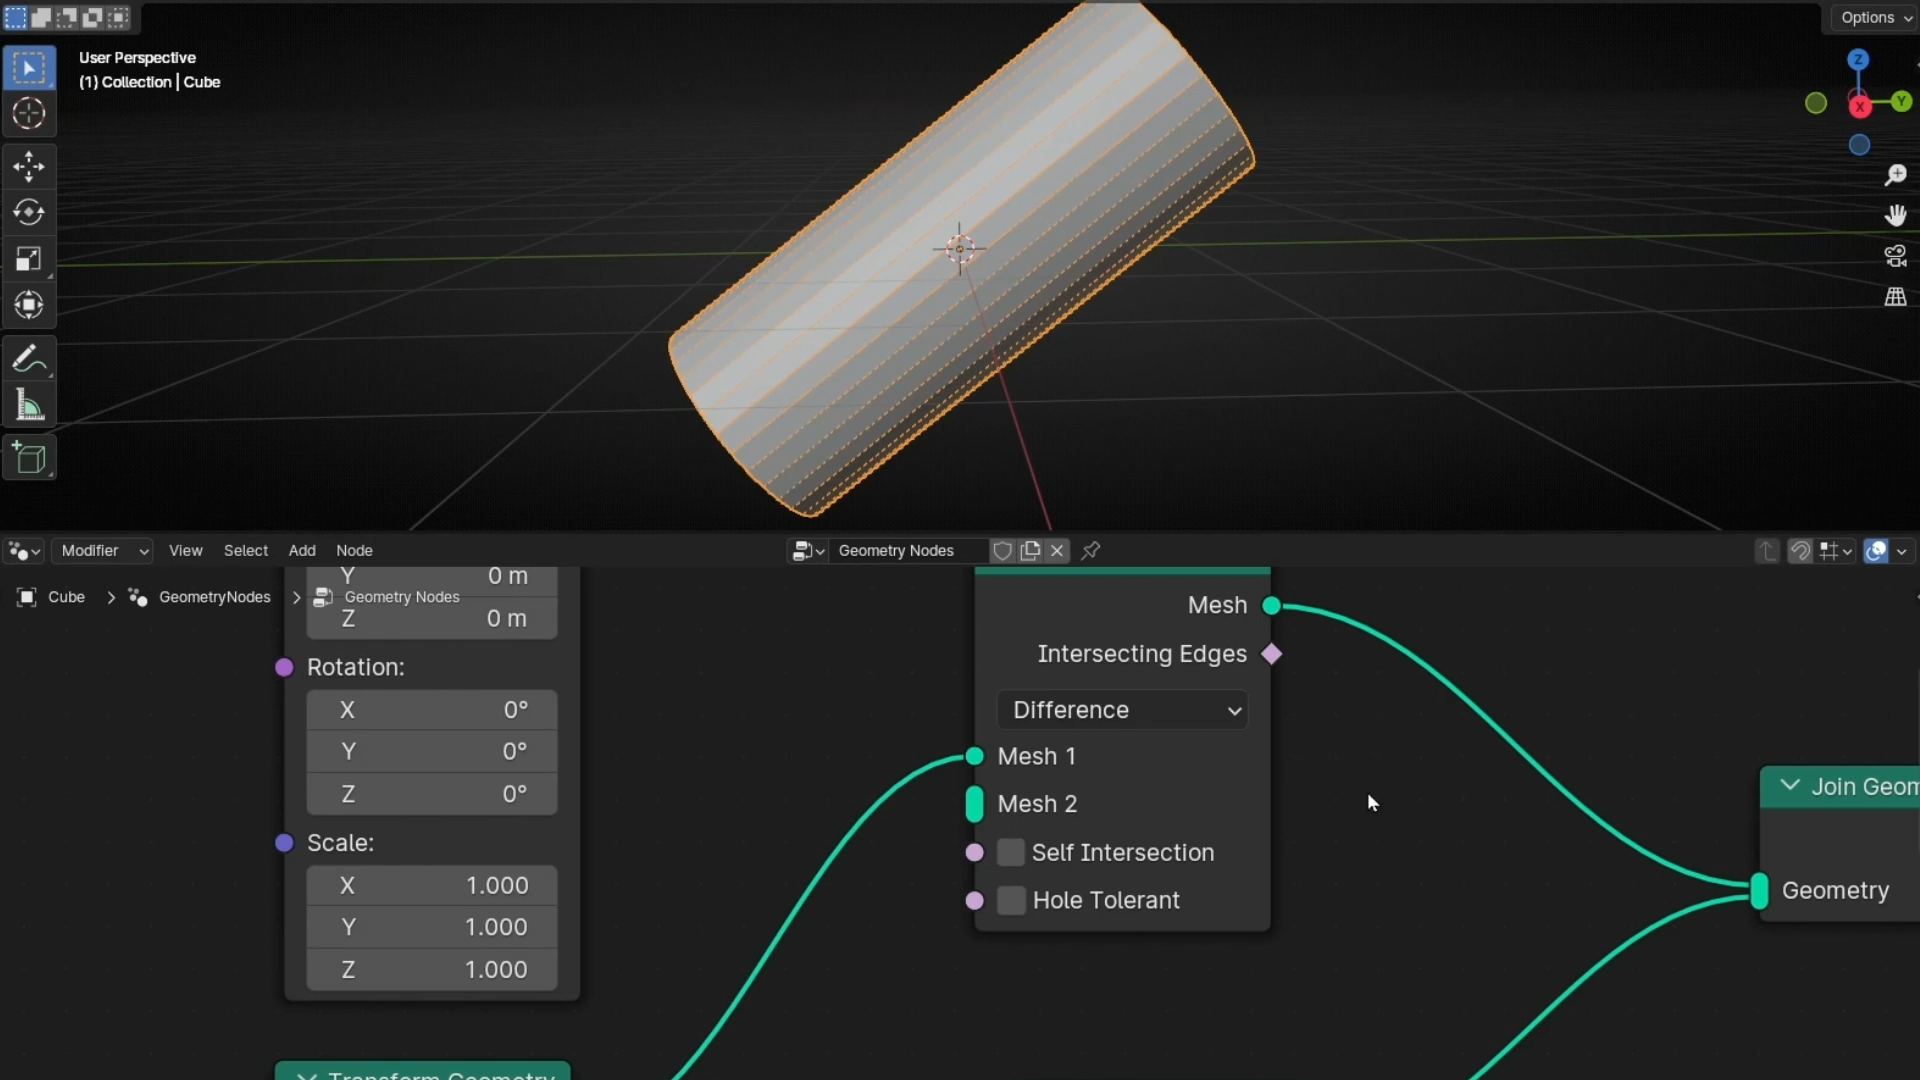 Options
User Perspective
(1) Collection | Cube
Z
Y
X
Modifier
View
Select
Add
Node
Geometry Nodes
Cube
GeometryNodes
Geometry Nodes
Y 0 m
Z 0 m
Rotation:
X 0°
Y 0°
Z 0°
Scale:
X 1.000
Y 1.000
Z 1.000
Transform Geometry
Mesh
Intersecting Edges
Difference
Mesh 1
Mesh 2
Self Intersection
Hole Tolerant
Join Geom
Geometry